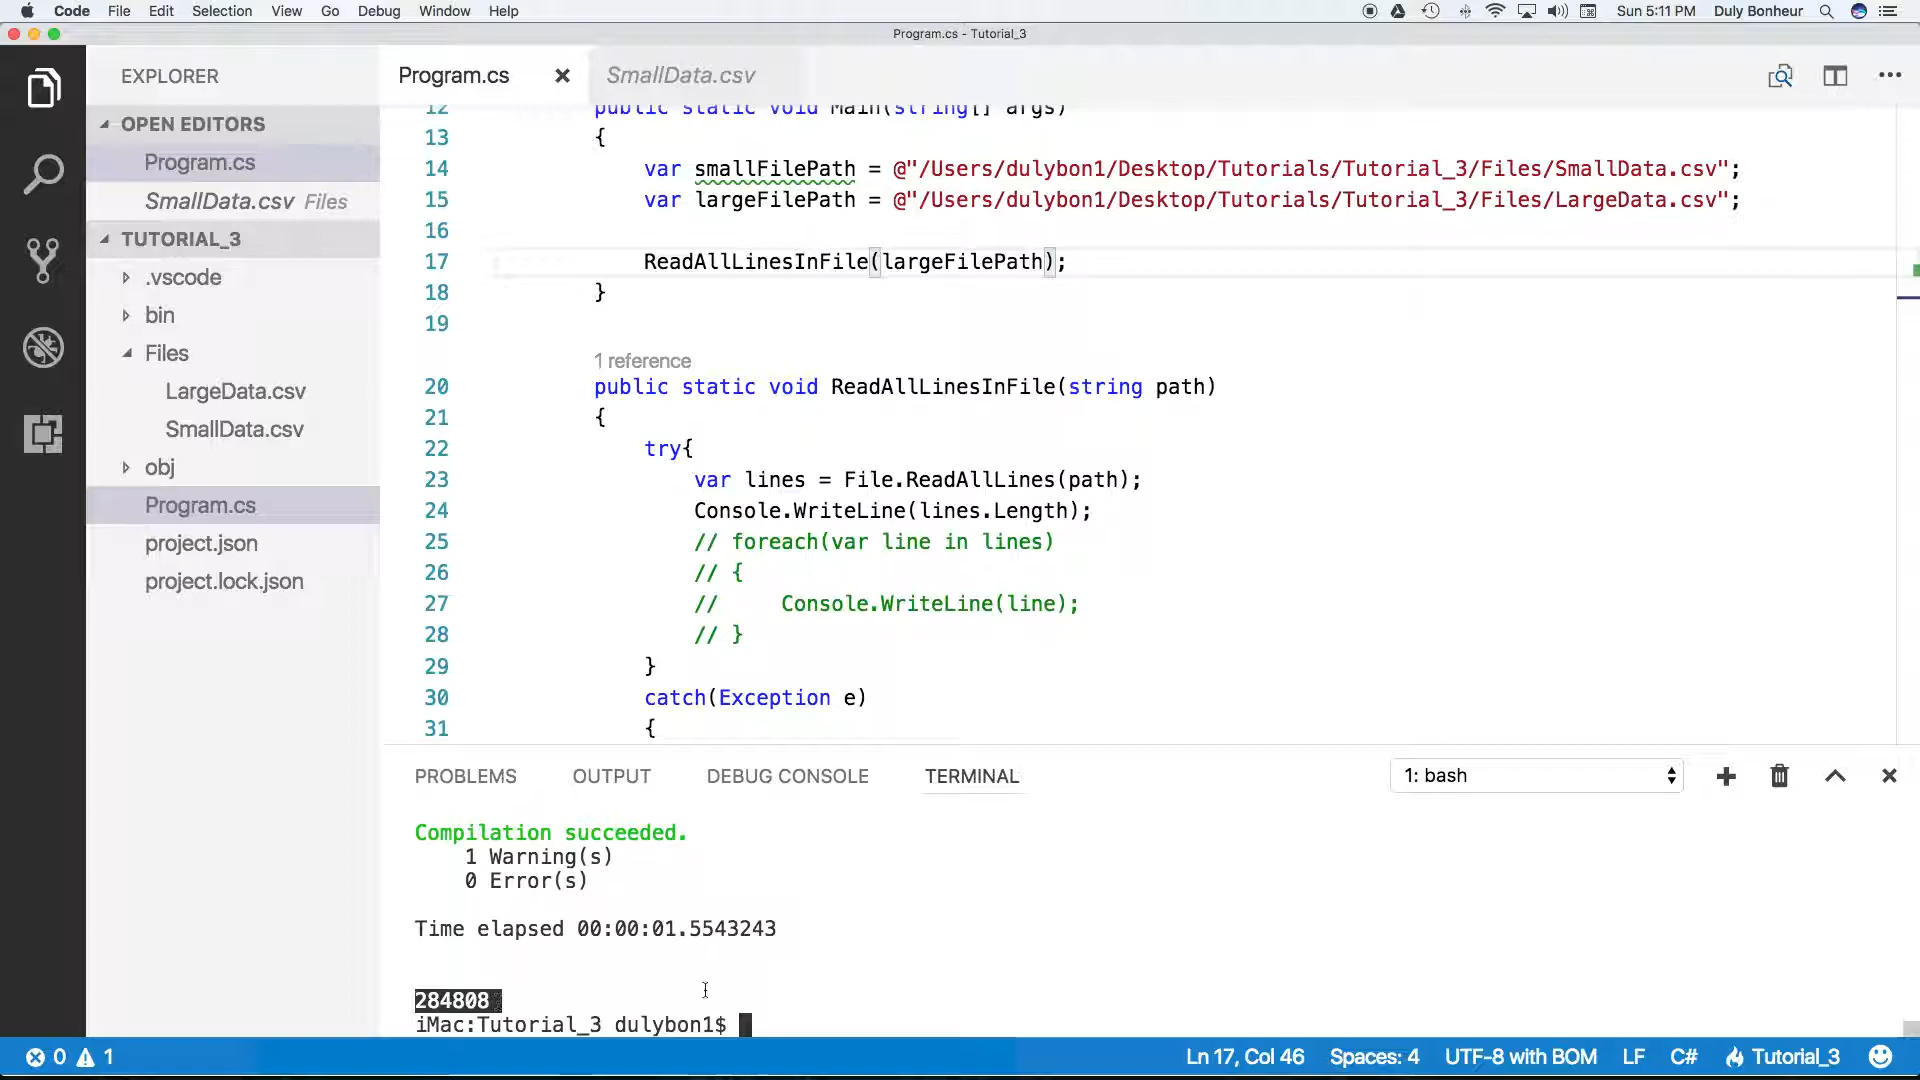 Code File Edit Selection View Go Debug Window Help
Sun 5:11 PM Duly Bonheur
Program.cs - Tutorial_3
EXPLORER
OPEN EDITORS
Program.cs
SmallData.csv Files
TUTORIAL_3
.vscode
bin
Files
LargeData.csv
SmallData.csv
obj
Program.cs
project.json
project.lock.json
Program.cs SmallData.csv
12 public static void Main(string[] args)
13 {
14 var smallFilePath = @"/Users/dulybon1/Desktop/Tutorials/Tutorial_3/Files/SmallData.csv";
15 var largeFilePath = @"/Users/dulybon1/Desktop/Tutorials/Tutorial_3/Files/LargeData.csv";
16
17 ReadAllLinesInFile(largeFilePath);
18 }
19
1 reference
20 public static void ReadAllLinesInFile(string path)
21 {
22 try{
23 var lines = File.ReadAllLines(path);
24 Console.WriteLine(lines.Length);
25 // foreach(var line in lines)
26 // {
27 // Console.WriteLine(line);
28 // }
29 }
30 catch(Exception e)
31 {
PROBLEMS OUTPUT DEBUG CONSOLE TERMINAL 1: bash
Compilation succeeded.
1 Warning(s)
0 Error(s)
Time elapsed 00:00:01.5543243
284808
iMac:Tutorial_3 dulybon1$
0 1 Ln 17, Col 46 Spaces: 4 UTF-8 with BOM LF C# Tutorial_3